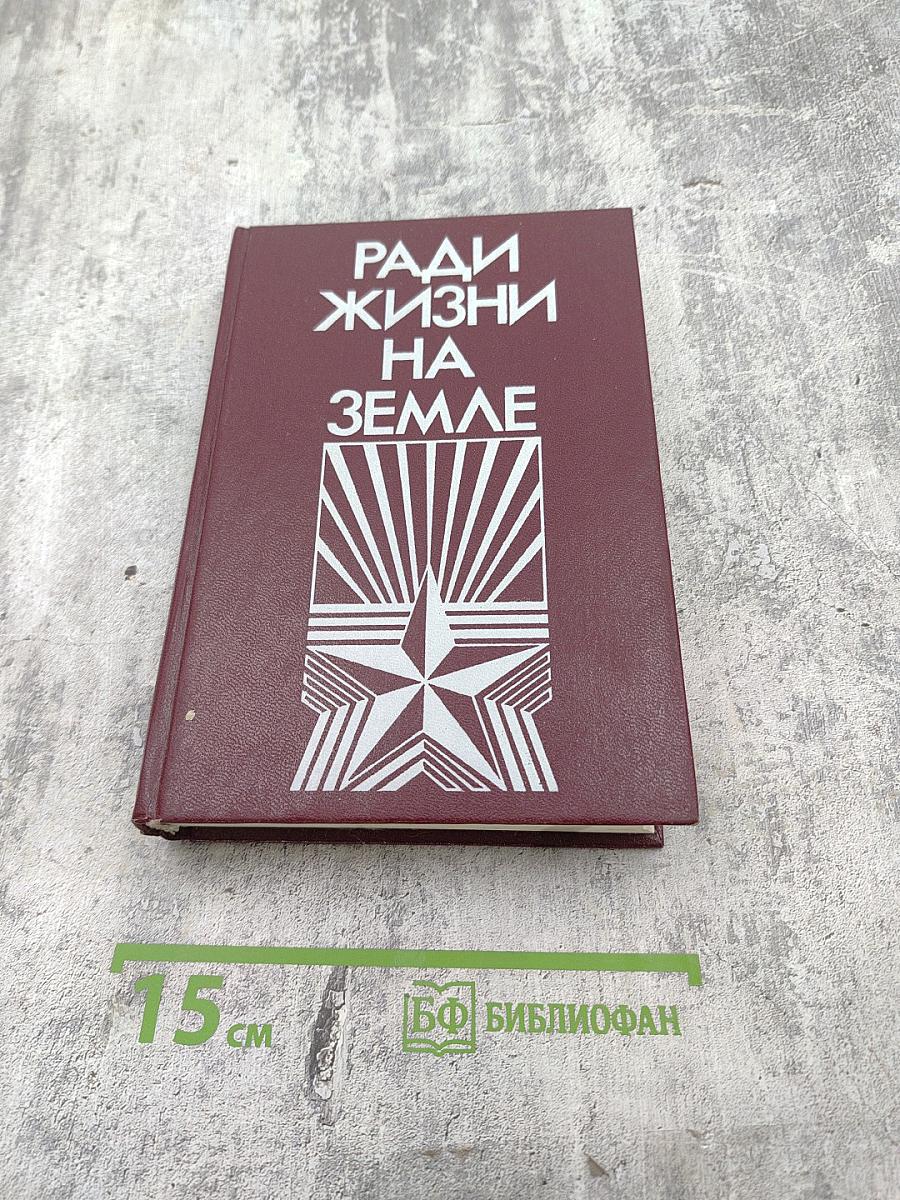 РАДИ
ЖИЗНИ
НА
ЗЕМЛЕ
15 см
БФ БИБЛИОФАН